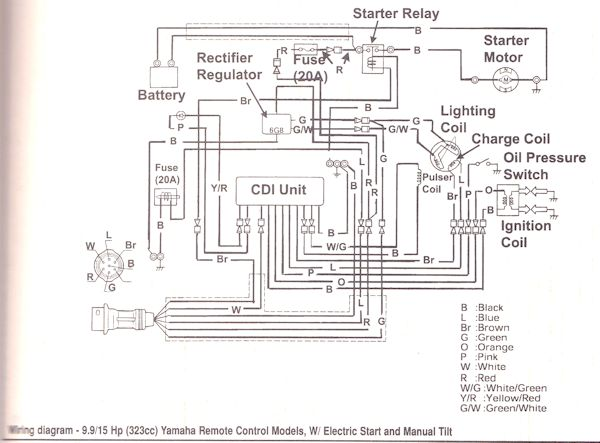 Starter Relay
B
B
R
Fuse
(20A)
R
Starter
Motor
Rectifier
Regulator
Battery
Br
B
Lighting
Coil
P
6G8
G
G/W
G
G/W
Charge Coil
Oil Pressure
Switch
B
L
G
Fuse
(20A)
Y/R
CDI Unit
R
R
B
Pulser
Coil
L
P
Br
O
B
Ignition
Coil
B
B
W/G
Br
L
P
O
B
L
W
Br
B
R
G
W
L
R
G
B :Black
L :Blue
Br :Brown
G :Green
O :Orange
P :Pink
W :White
R :Red
W/G :White/Green
Y/R :Yellow/Red
G/W :Green/White
Wiring diagram - 9.9/15 Hp (323cc) Yamaha Remote Control Models, W/ Electric Start and Manual Tilt